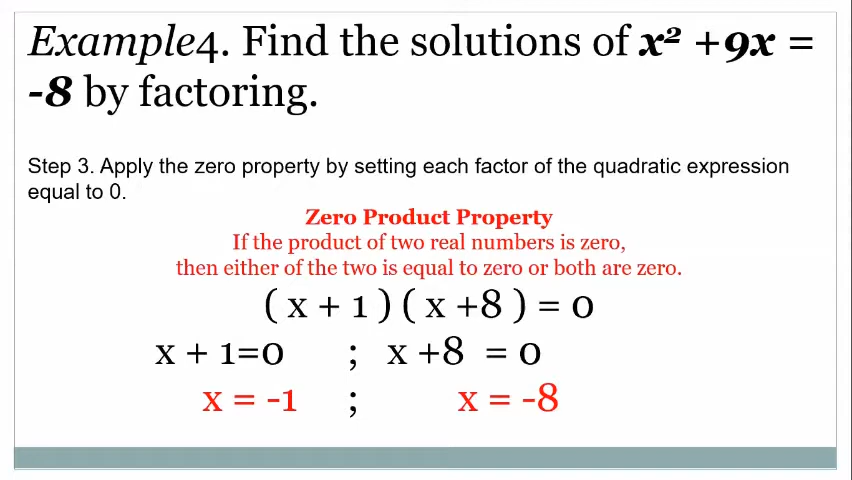 Example4. Find the solutions of x² +9x =
-8 by factoring.
Step 3. Apply the zero property by setting each factor of the quadratic expression
equal to 0.
Zero Product Property
If the product of two real numbers is zero,
then either of the two is equal to zero or both are zero.
( x + 1 ) ( x +8 ) = 0
x + 1=0 ; x +8 = 0
x = -1 ; x = -8